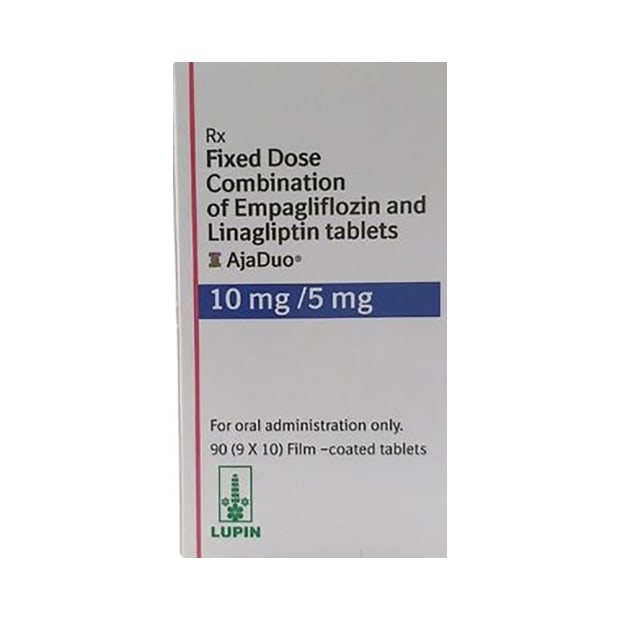 Rx
Fixed Dose
Combination
of Empagliflozin and
Linagliptin tablets
AjaDuo®
10 mg /5 mg
For oral administration only.
90 (9 X 10) Film –coated tablets
LUPIN